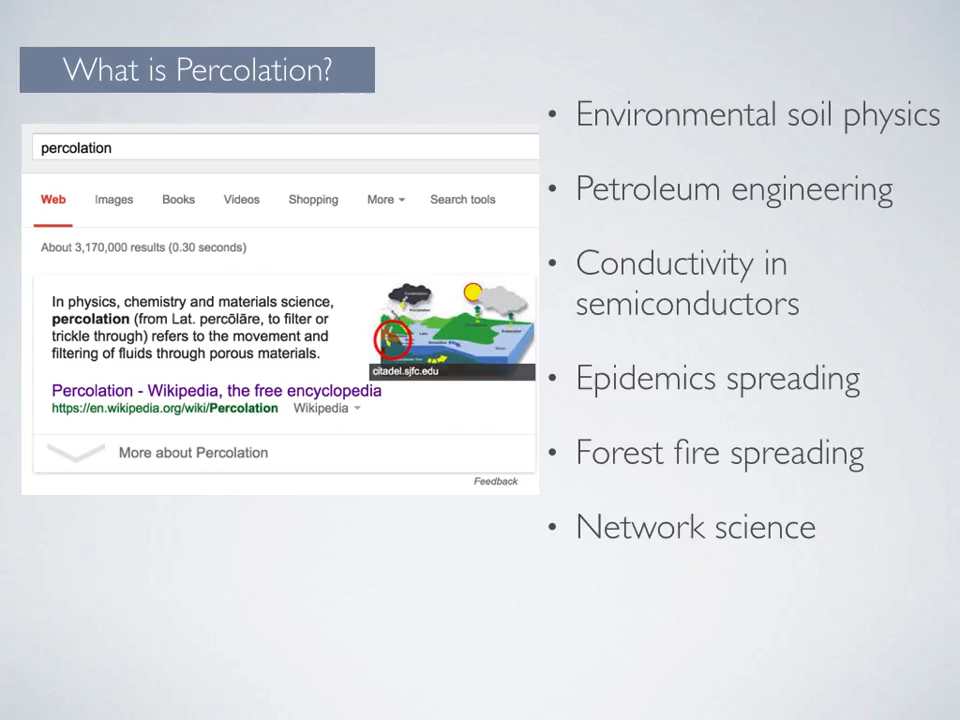 What is Percolation?
percolation
Web Images Books Videos Shopping More Search tools
About 3,170,000 results (0.30 seconds)
In physics, chemistry and materials science,
percolation (from Lat. percōlāre, to filter or
trickle through) refers to the movement and
filtering of fluids through porous materials.
citadel.sjfc.edu
Percolation - Wikipedia, the free encyclopedia
https://en.wikipedia.org/wiki/Percolation Wikipedia
More about Percolation
Feedback
• Environmental soil physics
• Petroleum engineering
• Conductivity in
semiconductors
• Epidemics spreading
• Forest fire spreading
• Network science